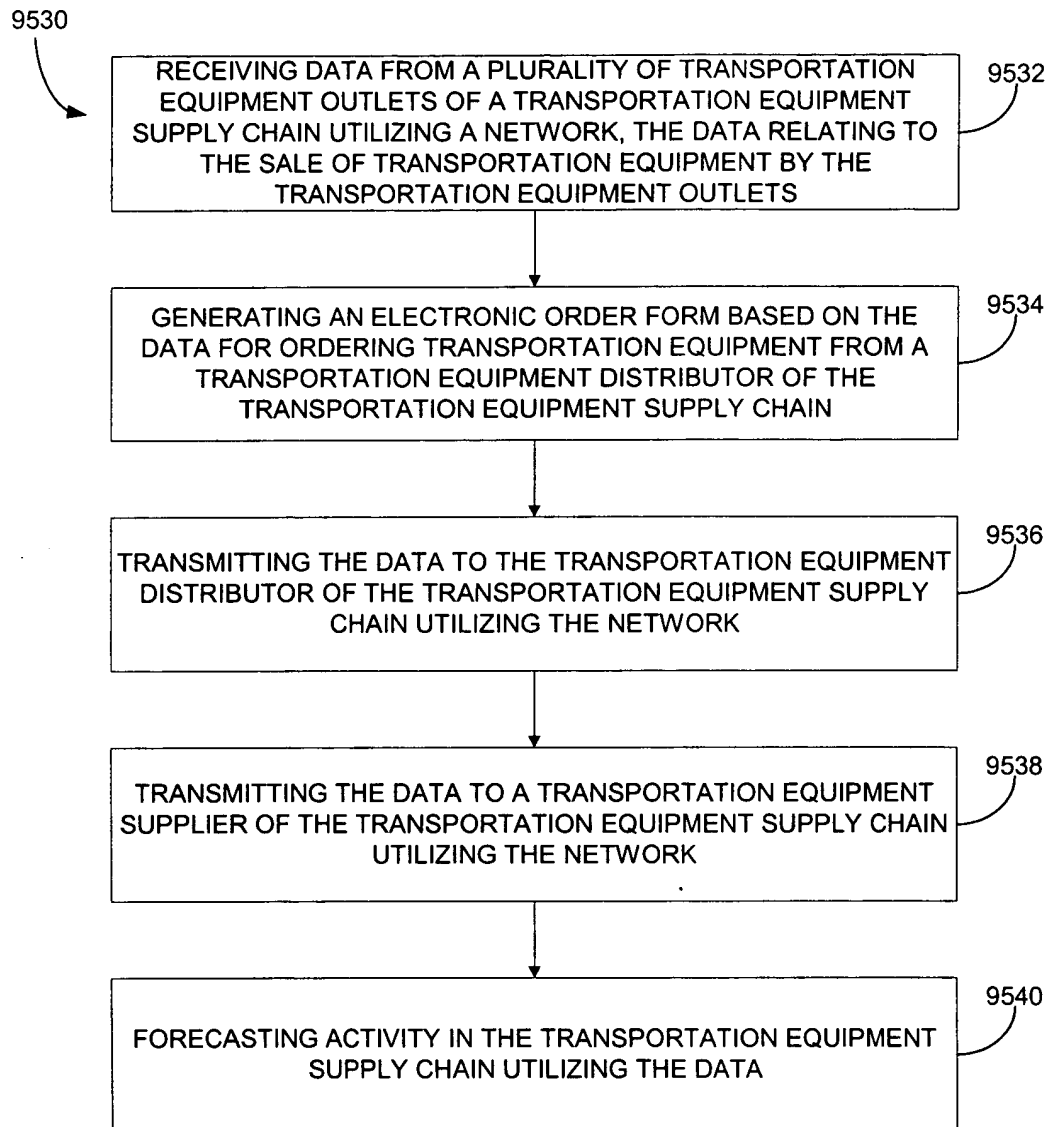 9530
RECEIVING DATA FROM A PLURALITY OF TRANSPORTATION
EQUIPMENT OUTLETS OF A TRANSPORTATION EQUIPMENT
SUPPLY CHAIN UTILIZING A NETWORK, THE DATA RELATING TO
THE SALE OF TRANSPORTATION EQUIPMENT BY THE
TRANSPORTATION EQUIPMENT OUTLETS
9532
GENERATING AN ELECTRONIC ORDER FORM BASED ON THE
DATA FOR ORDERING TRANSPORTATION EQUIPMENT FROM A
TRANSPORTATION EQUIPMENT DISTRIBUTOR OF THE
TRANSPORTATION EQUIPMENT SUPPLY CHAIN
9534
TRANSMITTING THE DATA TO THE TRANSPORTATION EQUIPMENT
DISTRIBUTOR OF THE TRANSPORTATION EQUIPMENT SUPPLY
CHAIN UTILIZING THE NETWORK
9536
TRANSMITTING THE DATA TO A TRANSPORTATION EQUIPMENT
SUPPLIER OF THE TRANSPORTATION EQUIPMENT SUPPLY CHAIN
UTILIZING THE NETWORK
9538
FORECASTING ACTIVITY IN THE TRANSPORTATION EQUIPMENT
SUPPLY CHAIN UTILIZING THE DATA
9540